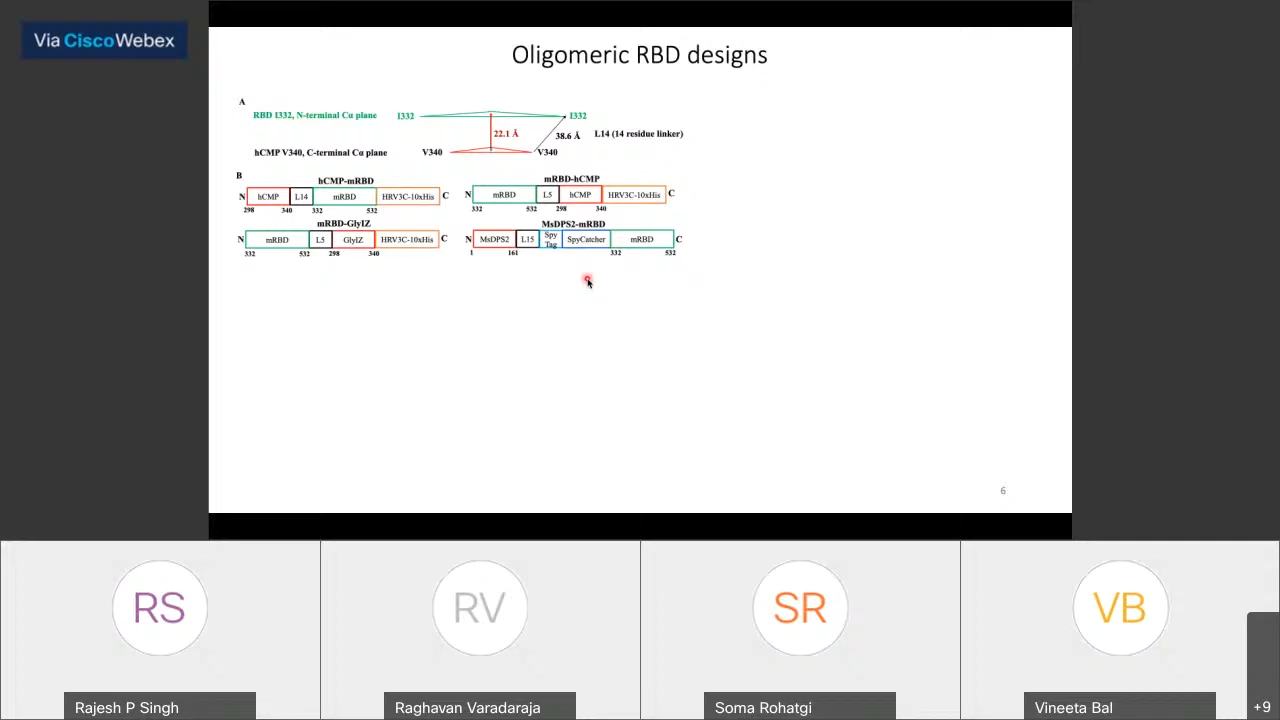 Via CiscoWebex
Oligomeric RBD designs
A
RBD I332, N-terminal Cα plane I332 I332
22.1 Å 38.6 Å L14 (14 residue linker)
hCMP V340, C-terminal Cα plane V340 V340
B
hCMP-mRBD
N hCMP L14 mRBD HRV3C-10xHis C
298 340 332 532
mRBD-hCMP
N mRBD L5 hCMP HRV3C-10xHis C
332 532 298 340
mRBD-GlyIZ
N mRBD L5 GlyIZ HRV3C-10xHis C
332 532 298 340
MsDPS2-mRBD
N MsDPS2 L15 Spy Tag SpyCatcher mRBD C
1 161 332 532
6
RS RV SR VB
Rajesh P Singh Raghavan Varadaraja Soma Rohatgi Vineeta Bal +9